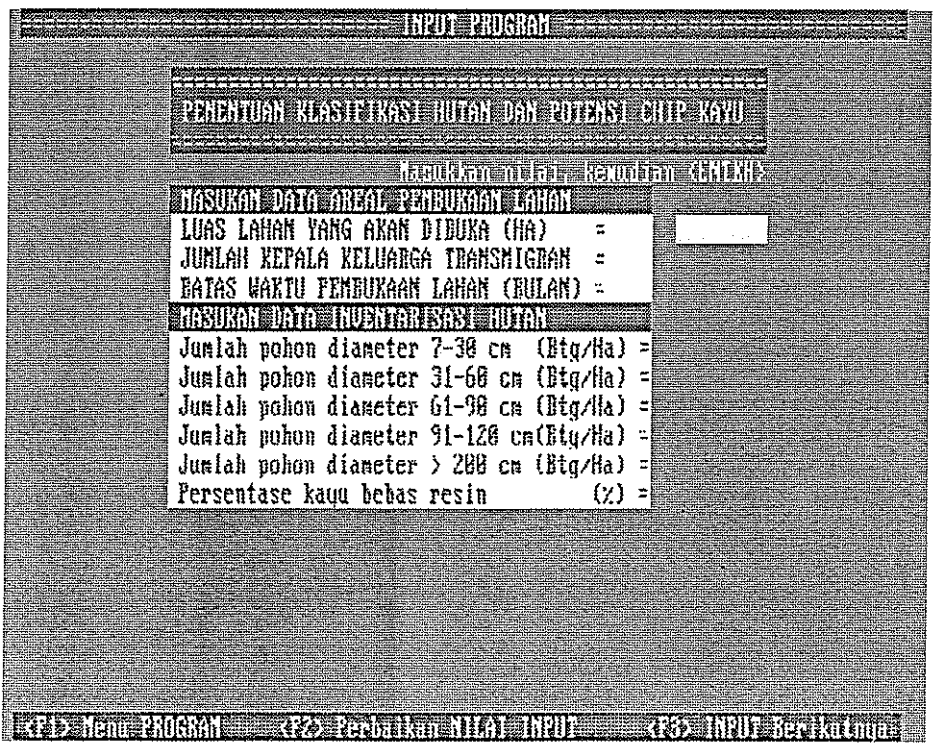 INPUT PROGRAM
PENENTUAN KLASIFIKASI HUTAN DAN POTENSI CHIP KAYU
Masukkan nilai, kemudian <ENTER>
MASUKAN DATA AREAL PEMBUKAAN LAHAN
LUAS LAHAN YANG AKAN DIBUKA (HA) =
JUMLAH KEPALA KELUARGA TRANSMIGRAN =
BATAS WAKTU PEMBUKAAN LAHAN (BULAN) =
MASUKAN DATA INVENTARISASI HUTAN
Jumlah pohon diameter 7-30 cm (Btg/Ha) =
Jumlah pohon diameter 31-60 cm (Btg/Ha) =
Jumlah pohon diameter 61-90 cm (Btg/Ha) =
Jumlah pohon diameter 91-120 cm(Btg/Ha) =
Jumlah pohon diameter > 200 cm (Btg/Ha) =
Persentase kayu bebas resin (%) =
<F1> Menu PROGRAM <F2> Perbaikan NILAI INPUT <F3> INPUT Berikutnya